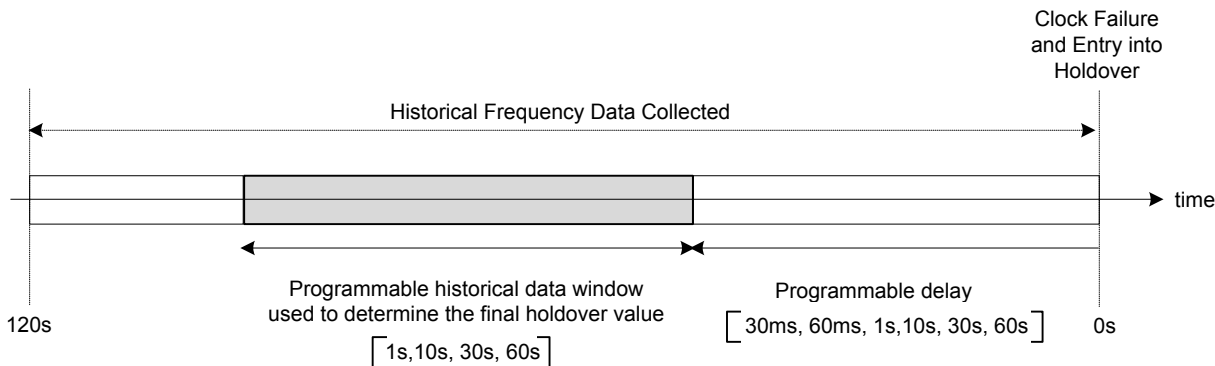 Clock Failure
and Entry into
Holdover
Historical Frequency Data Collected
time
Programmable historical data window
used to determine the final holdover value
[1s,10s, 30s, 60s]
Programmable delay
[30ms, 60ms, 1s,10s, 30s, 60s]
120s
0s